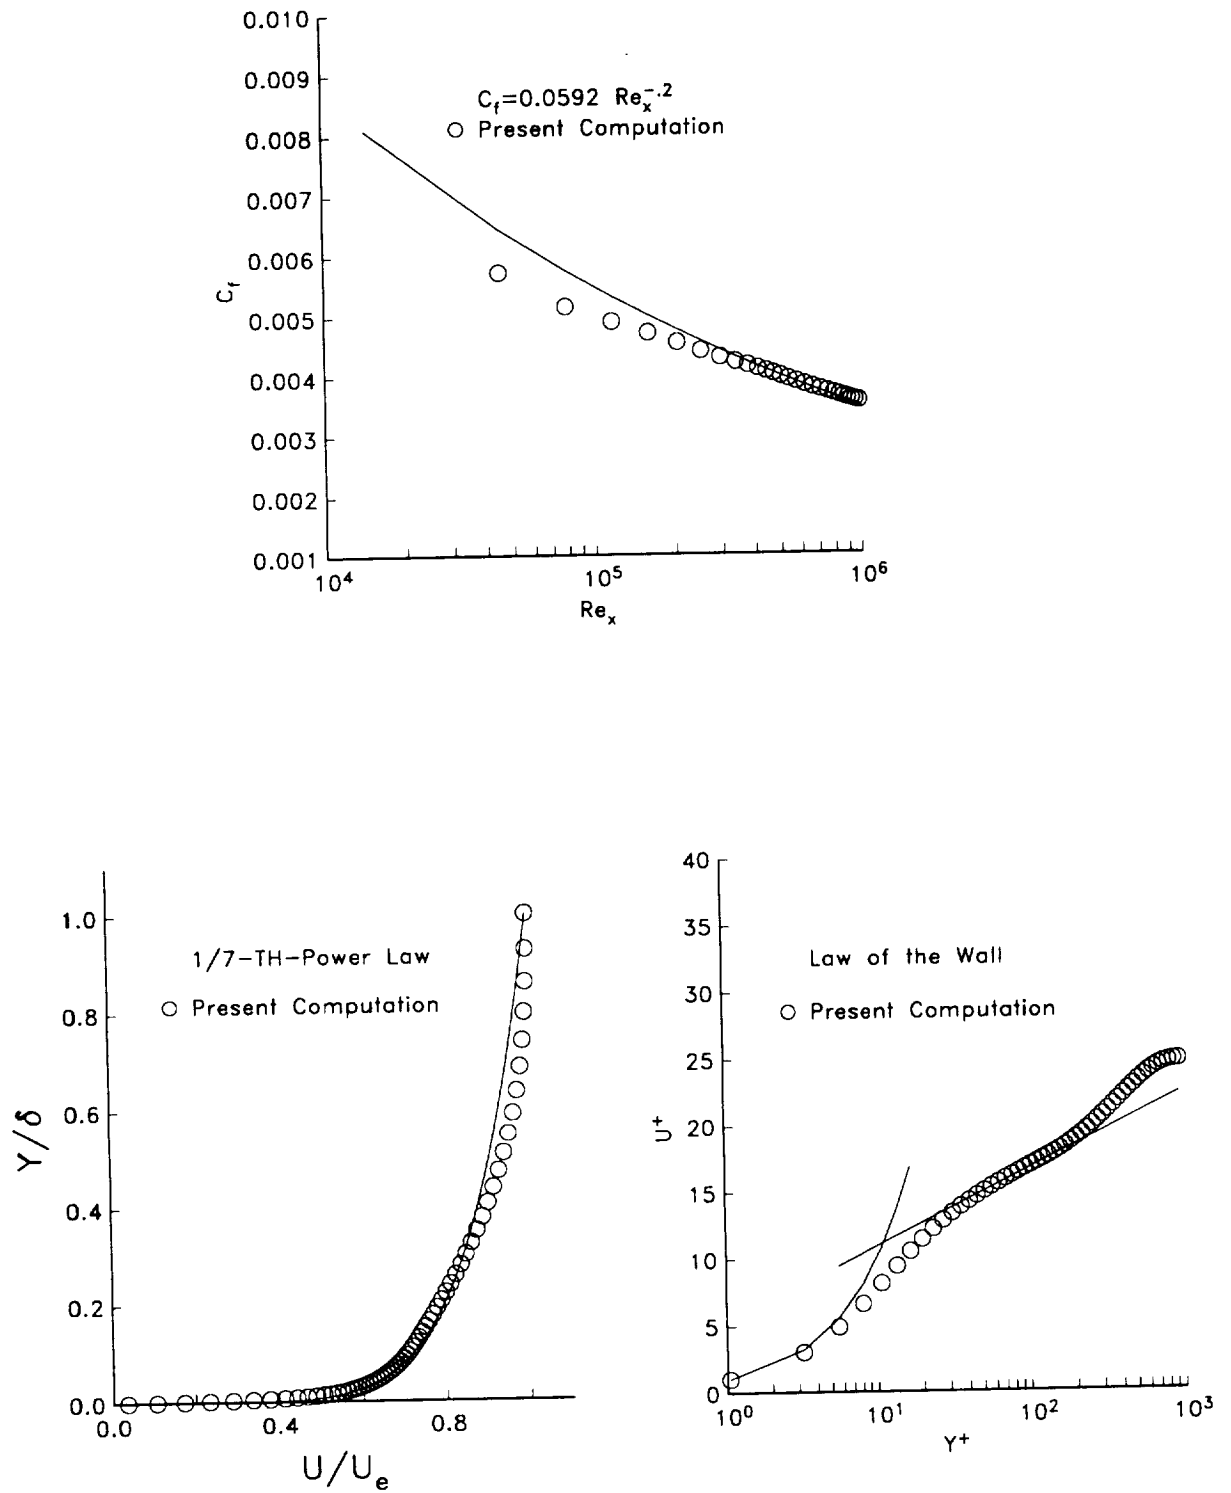 0.010
0.009
0.008
0.007
0.006
0.005
0.004
0.003
0.002
0.001
C_f
C_f=0.0592 Re_x^-.2
Present Computation
10^4 10^5 10^6
Re_x
1.0
0.8
0.6
0.4
0.2
0.0
Y/δ
1/7-TH-Power Law
Present Computation
0.0 0.4 0.8
U/U_e
40
35
30
25
20
15
10
5
0
U^+
Law of the Wall
Present Computation
10^0 10^1 10^2 10^3
Y^+